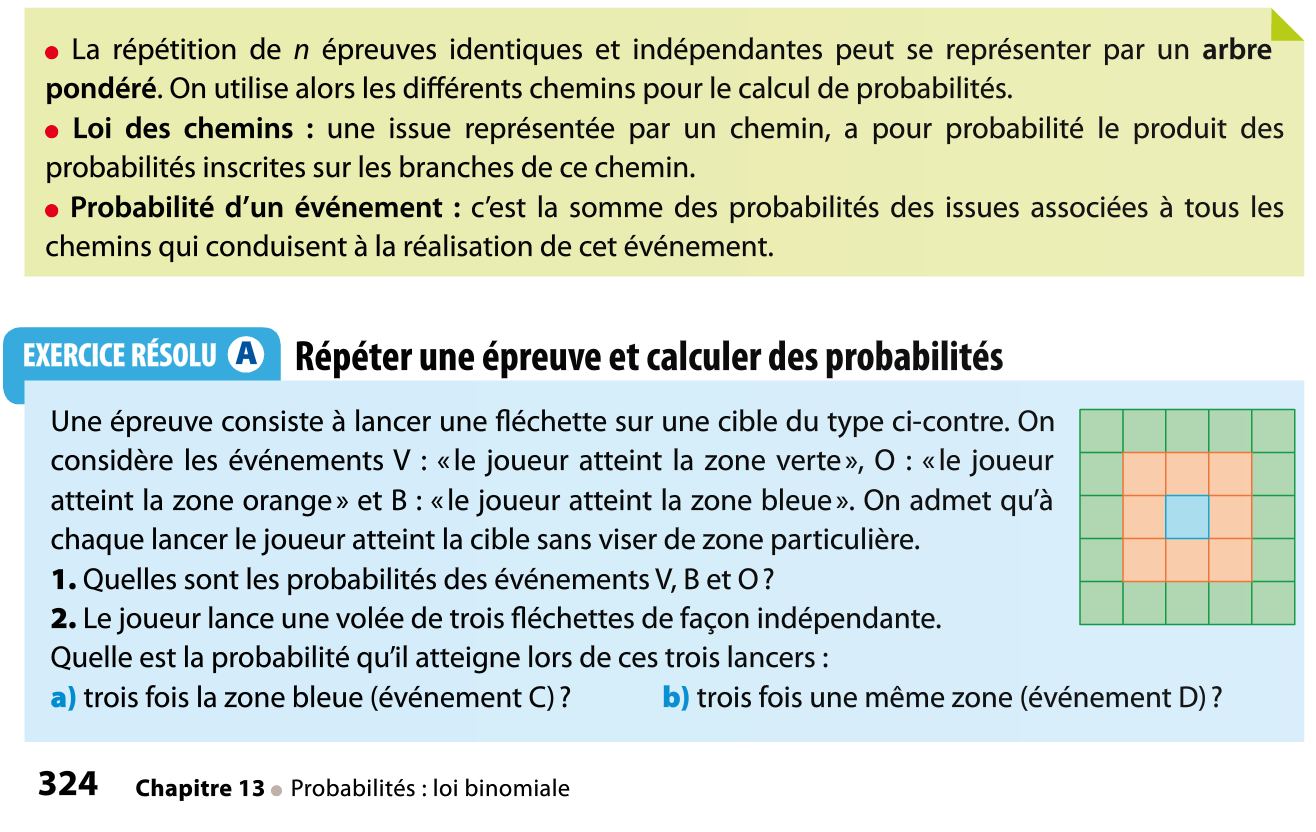 ● La répétition de n épreuves identiques et indépendantes peut se représenter par un arbre
pondéré. On utilise alors les différents chemins pour le calcul de probabilités.
● Loi des chemins : une issue représentée par un chemin, a pour probabilité le produit des
probabilités inscrites sur les branches de ce chemin.
● Probabilité d’un événement : c’est la somme des probabilités des issues associées à tous les
chemins qui conduisent à la réalisation de cet événement.
EXERCICE RÉSOLU A Répéter une épreuve et calculer des probabilités
Une épreuve consiste à lancer une fléchette sur une cible du type ci-contre. On
considère les événements V : «le joueur atteint la zone verte», O : «le joueur
atteint la zone orange» et B : «le joueur atteint la zone bleue». On admet qu’à
chaque lancer le joueur atteint la cible sans viser de zone particulière.
1. Quelles sont les probabilités des événements V, B et O ?
2. Le joueur lance une volée de trois fléchettes de façon indépendante.
Quelle est la probabilité qu’il atteigne lors de ces trois lancers :
a) trois fois la zone bleue (événement C) ? b) trois fois une même zone (événement D) ?
324 Chapitre 13 ● Probabilités : loi binomiale